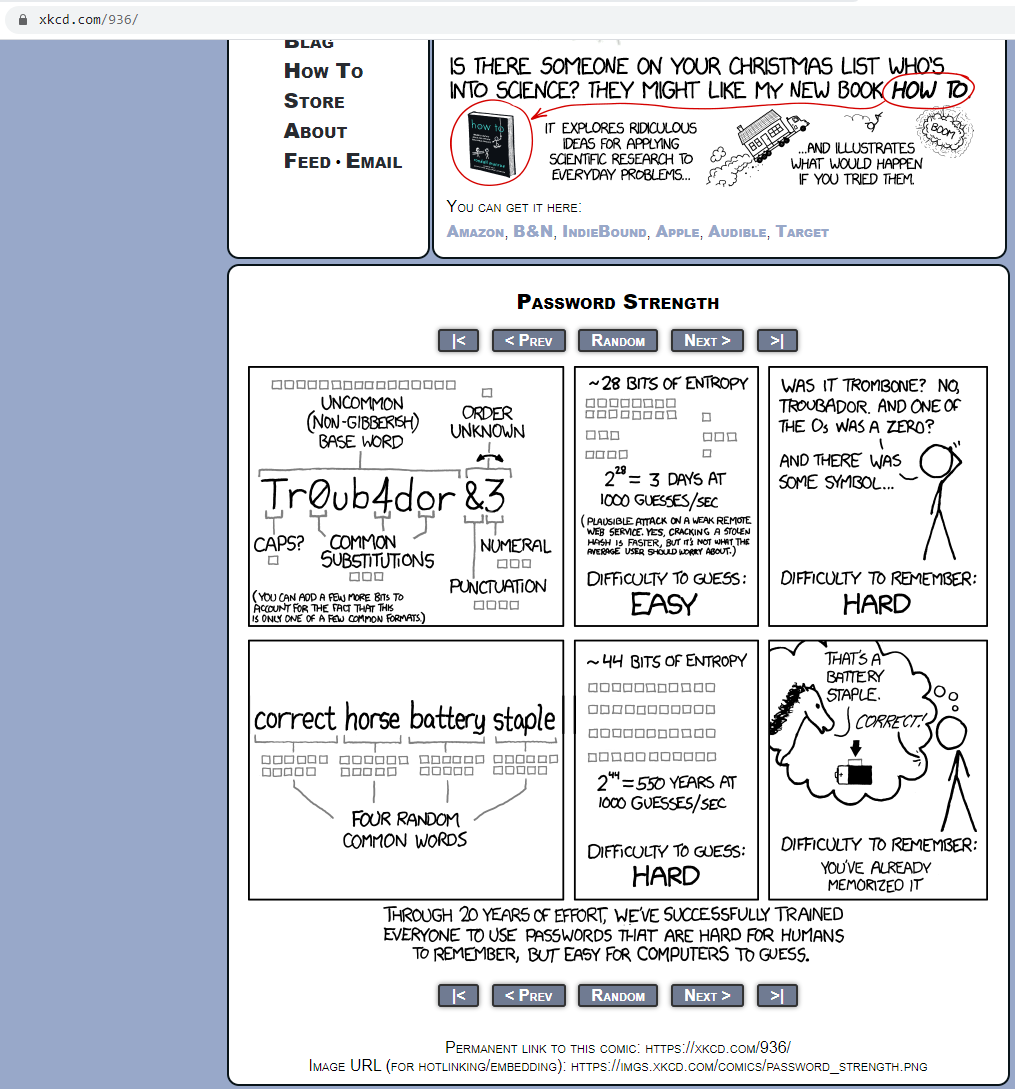 xkcd.com/936/
BLAG
HOW TO
STORE
ABOUT
FEED · EMAIL
IS THERE SOMEONE ON YOUR CHRISTMAS LIST WHO'S
INTO SCIENCE? THEY MIGHT LIKE MY NEW BOOK HOW TO
how to
IT EXPLORES RIDICULOUS
IDEAS FOR APPLYING
SCIENTIFIC RESEARCH TO
EVERYDAY PROBLEMS...
...AND ILLUSTRATES
WHAT WOULD HAPPEN
IF YOU TRIED THEM.
BOOM
YOU CAN GET IT HERE:
AMAZON, B&N, INDIEBOUND, APPLE, AUDIBLE, TARGET
PASSWORD STRENGTH
|<
< PREV
RANDOM
NEXT >
>|
UNCOMMON
(NON-GIBBERISH)
BASE WORD
ORDER
UNKNOWN
Tr0ub4dor &3
CAPS?
COMMON
SUBSTITUTIONS
NUMERAL
PUNCTUATION
(YOU CAN ADD A FEW MORE BITS TO
ACCOUNT FOR THE FACT THAT THIS
IS ONLY ONE OF A FEW COMMON FORMATS.)
~28 BITS OF ENTROPY
2^28 = 3 DAYS AT
1000 GUESSES/SEC
(PLAUSIBLE ATTACK ON A WEAK REMOTE
WEB SERVICE. YES, CRACKING A STOLEN
HASH IS FASTER, BUT IT'S NOT WHAT THE
AVERAGE USER SHOULD WORRY ABOUT.)
DIFFICULTY TO GUESS:
EASY
WAS IT TROMBONE? NO,
TROUBADOR. AND ONE OF
THE Os WAS A ZERO?
AND THERE WAS
SOME SYMBOL...
DIFFICULTY TO REMEMBER:
HARD
correct horse battery staple
FOUR RANDOM
COMMON WORDS
~44 BITS OF ENTROPY
2^44 = 550 YEARS AT
1000 GUESSES/SEC
DIFFICULTY TO GUESS:
HARD
THAT'S A
BATTERY
STAPLE.
CORRECT!
DIFFICULTY TO REMEMBER:
YOU'VE ALREADY
MEMORIZED IT
THROUGH 20 YEARS OF EFFORT, WE'VE SUCCESSFULLY TRAINED
EVERYONE TO USE PASSWORDS THAT ARE HARD FOR HUMANS
TO REMEMBER, BUT EASY FOR COMPUTERS TO GUESS.
|<
< PREV
RANDOM
NEXT >
>|
PERMANENT LINK TO THIS COMIC: HTTPS://XKCD.COM/936/
IMAGE URL (FOR HOTLINKING/EMBEDDING): HTTPS://IMGS.XKCD.COM/COMICS/PASSWORD_STRENGTH.PNG